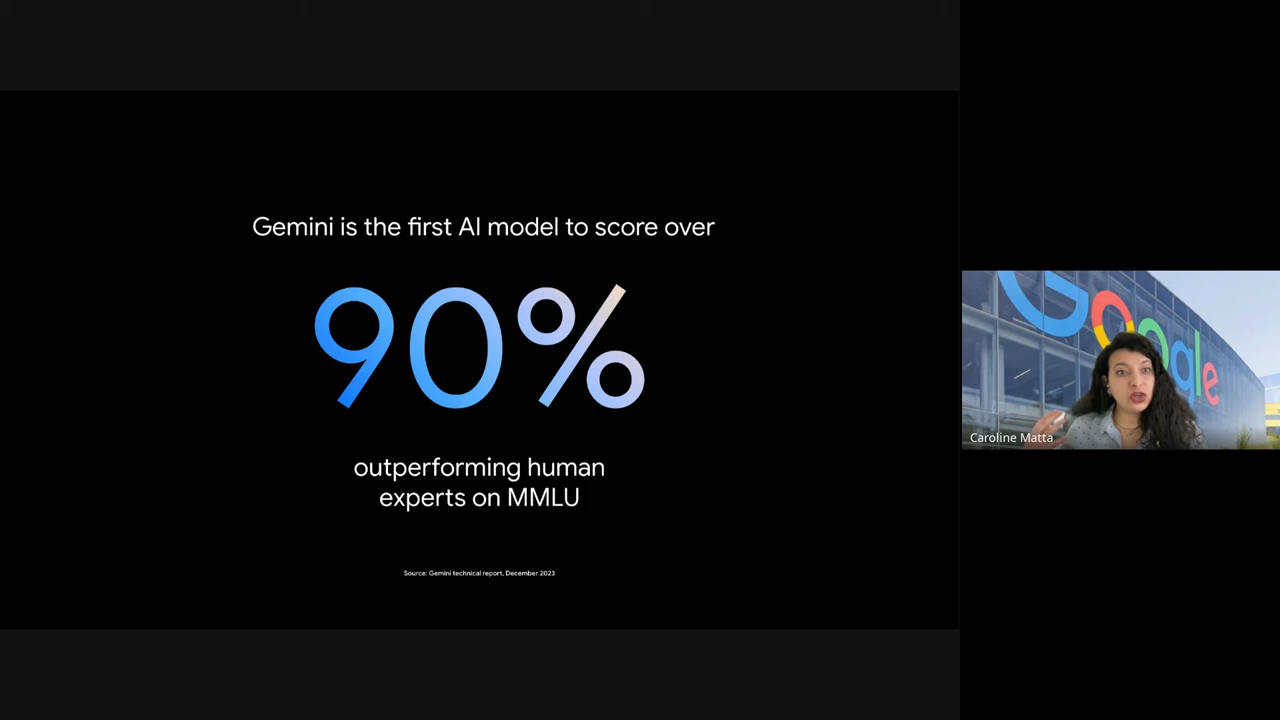 Gemini is the first AI model to score over
90%
outperforming human
experts on MMLU
Source: Gemini technical report, December 2023
Google
Caroline Matta